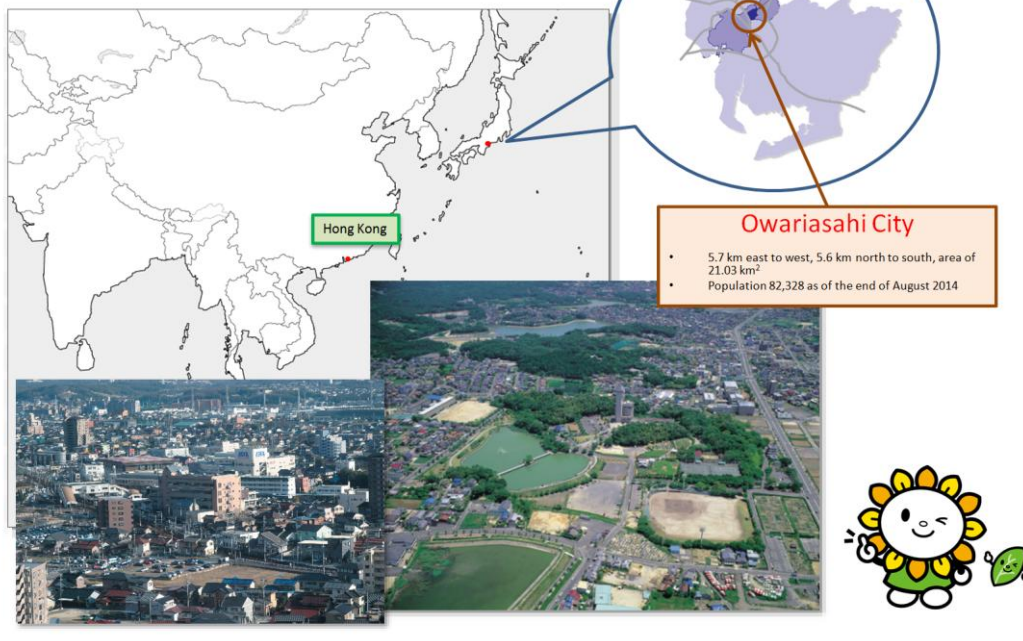 Hong Kong
Owariasahi City
• 5.7 km east to west, 5.6 km north to south, area of
21.03 km²
• Population 82,328 as of the end of August 2014